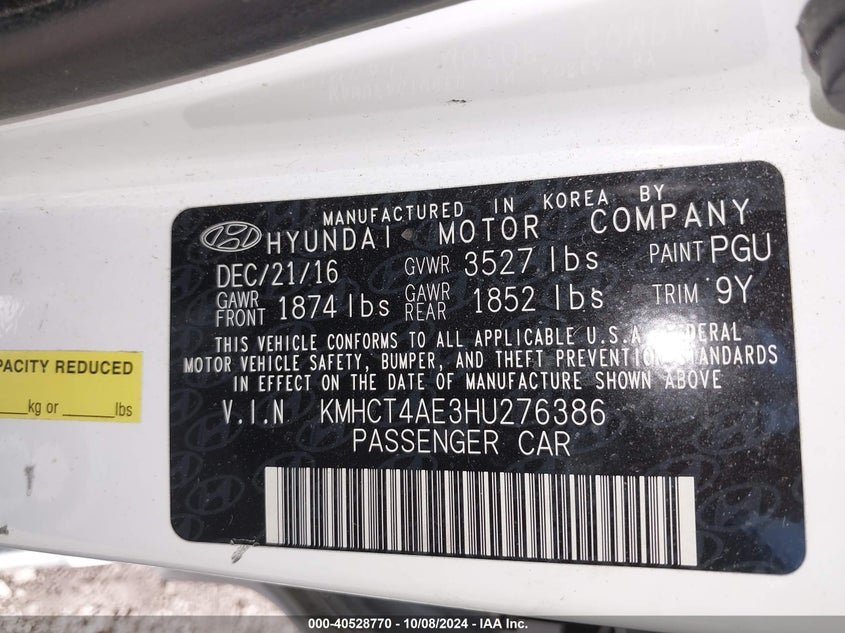 MANUFACTURED IN KOREA BY
HYUNDAI MOTOR COMPANY
DEC/21/16 GVWR 3527 lbs PAINT PGU
GAWR FRONT 1874 lbs GAWR REAR 1852 lbs TRIM 9Y
THIS VEHICLE CONFORMS TO ALL APPLICABLE U.S.A. FEDERAL
MOTOR VEHICLE SAFETY, BUMPER, AND THEFT PREVENTION STANDARDS
IN EFFECT ON THE DATE OF MANUFACTURE SHOWN ABOVE
V.I.N KMHCT4AE3HU276386
PASSENGER CAR
REDUCED
kg or lbs
000-40528770 - 10/08/2024 - IAA Inc.